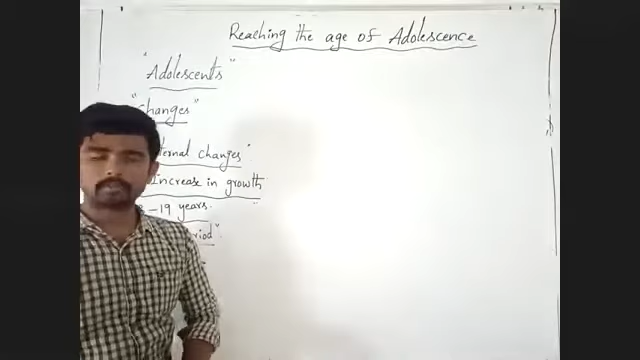 Reaching the age of Adolescence
"Adolescents"
"Changes"
changes"
Increase in growth
-19 years.
"